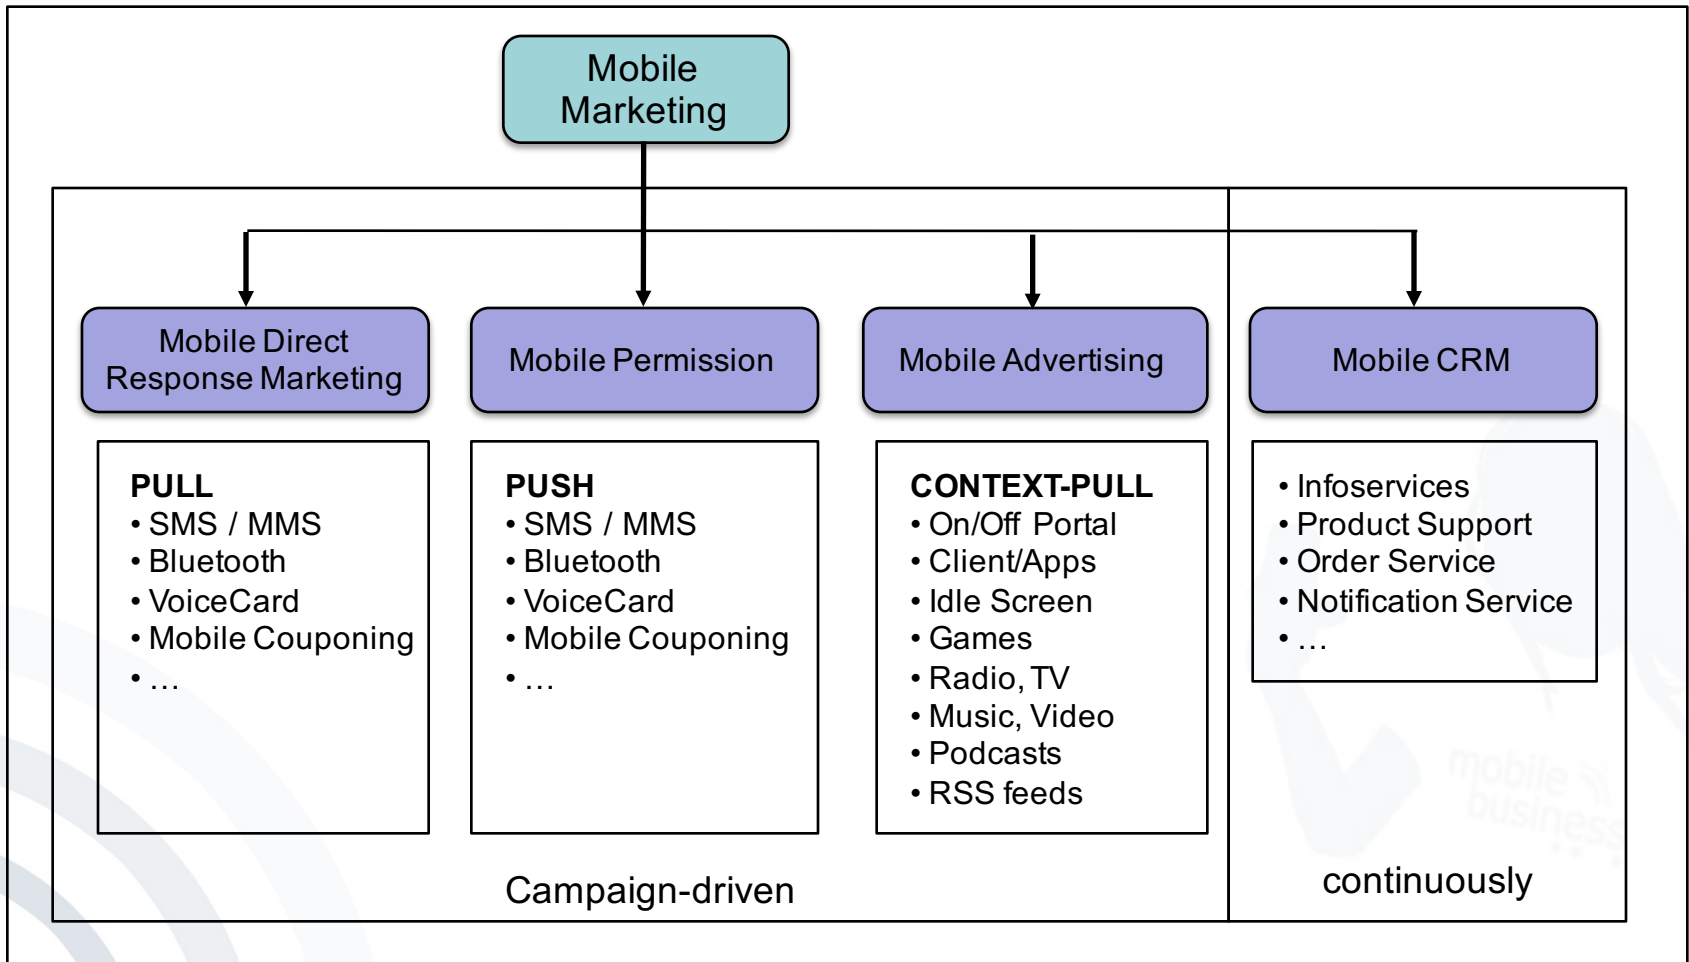 Mobile
Marketing
Mobile Direct
Response Marketing
Mobile Permission
Mobile Advertising
Mobile CRM
PULL
• SMS / MMS
• Bluetooth
• VoiceCard
• Mobile Couponing
• …
PUSH
• SMS / MMS
• Bluetooth
• VoiceCard
• Mobile Couponing
• …
CONTEXT-PULL
• On/Off Portal
• Client/Apps
• Idle Screen
• Games
• Radio, TV
• Music, Video
• Podcasts
• RSS feeds
• Infoservices
• Product Support
• Order Service
• Notification Service
• …
mobile
business
Campaign-driven
continuously